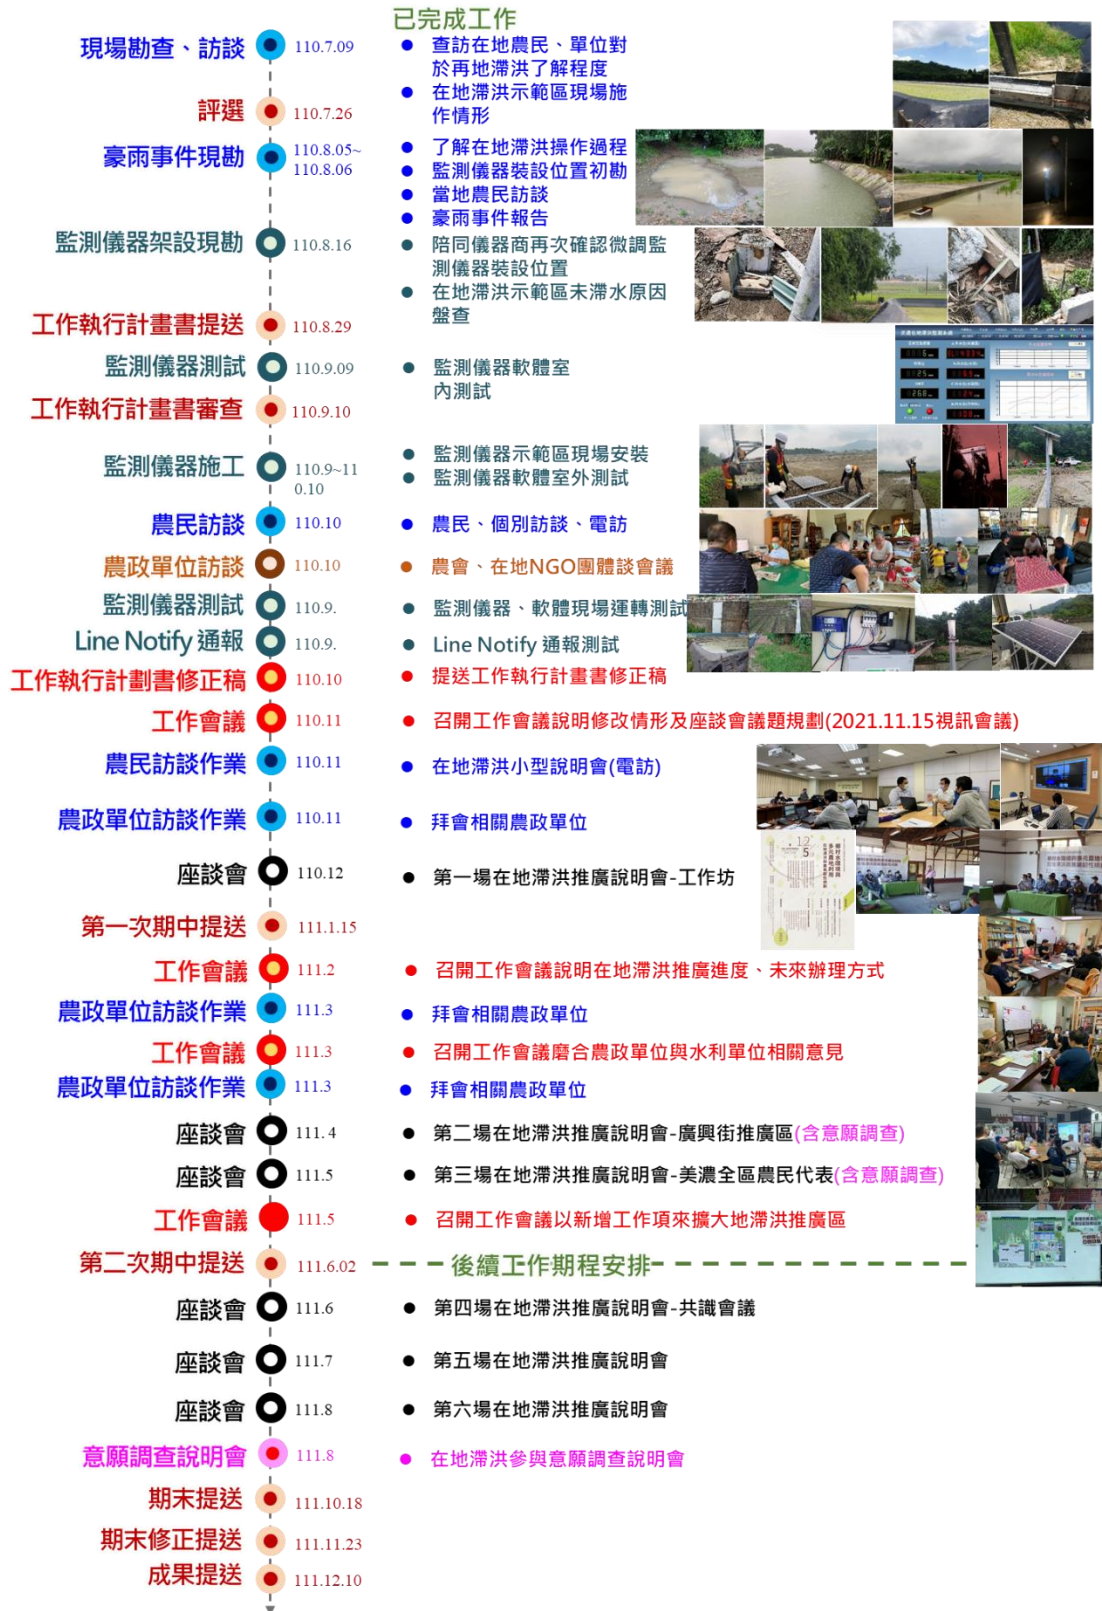 已完成工作
現場勘查、訪談 110.7.09
● 查訪在地農民、單位對
於再地滯洪了解程度
● 在地滯洪示範區現場施
作情形
評選 110.7.26
豪雨事件現勘 110.8.05~
110.8.06
● 了解在地滯洪操作過程
● 監測儀器裝設位置初勘
● 當地農民訪談
● 豪雨事件報告
監測儀器架設現勘 110.8.16
● 陪同儀器商再次確認微調監
測儀器裝設位置
● 在地滯洪示範區未滯水原因
盤查
工作執行計畫書提送 110.8.29
監測儀器測試 110.9.09
● 監測儀器軟體室
內測試
工作執行計畫書審查 110.9.10
監測儀器施工 110.9~11
0.10
● 監測儀器示範區現場安裝
● 監測儀器軟體室外測試
農民訪談 110.10
● 農民、個別訪談、電訪
農政單位訪談 110.10
● 農會、在地NGO團體談會議
監測儀器測試 110.9.
● 監測儀器、軟體現場運轉測試
Line Notify 通報 110.9.
● Line Notify 通報測試
工作執行計劃書修正稿 110.10
● 提送工作執行計畫書修正稿
工作會議 110.11
● 召開工作會議說明修改情形及座談會議題規劃(2021.11.15視訊會議)
農民訪談作業 110.11
● 在地滯洪小型說明會(電訪)
農政單位訪談作業 110.11
● 拜會相關農政單位
座談會 110.12
● 第一場在地滯洪推廣說明會-工作坊
第一次期中提送 111.1.15
工作會議 111.2
● 召開工作會議說明在地滯洪推廣進度、未來辦理方式
農政單位訪談作業 111.3
● 拜會相關農政單位
工作會議 111.3
● 召開工作會議磨合農政單位與水利單位相關意見
農政單位訪談作業 111.3
● 拜會相關農政單位
座談會 111.4
● 第二場在地滯洪推廣說明會-廣興街推廣區(含意願調查)
座談會 111.5
● 第三場在地滯洪推廣說明會-美濃全區農民代表(含意願調查)
工作會議 111.5
● 召開工作會議以新增工作項來擴大地滯洪推廣區
第二次期中提送 111.6.02
後續工作期程安排
座談會 111.6
● 第四場在地滯洪推廣說明會-共識會議
座談會 111.7
● 第五場在地滯洪推廣說明會
座談會 111.8
● 第六場在地滯洪推廣說明會
意願調查說明會 111.8
● 在地滯洪參與意願調查說明會
期末提送 111.10.18
期末修正提送 111.11.23
成果提送 111.12.10